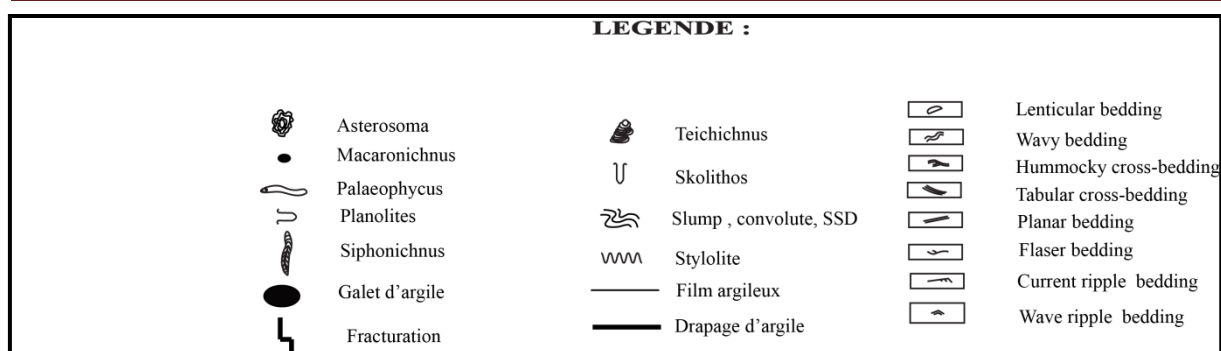 LEGENDE :
Asterosoma
Macaronichnus
Palaeophycus
Planolites
Siphonichnus
Galet d'argile
Fracturation
Teichichnus
Skolithos
Slump , convolute, SSD
Stylolite
Film argileux
Drapage d'argile
Lenticular bedding
Wavy bedding
Hummocky cross-bedding
Tabular cross-bedding
Planar bedding
Flaser bedding
Current ripple bedding
Wave ripple bedding